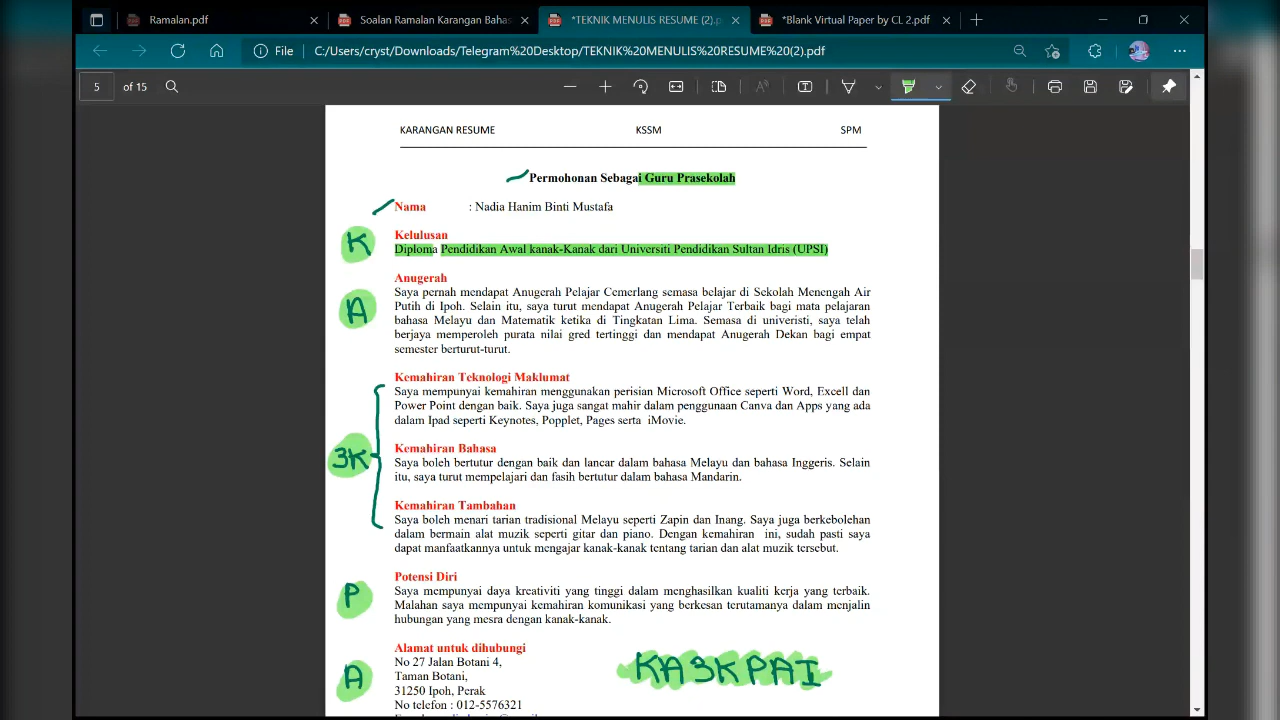 Ramalan.pdf
Soalan Ramalan Karangan Bahas
*TEKNIK MENULIS RESUME (2).p
*Blank Virtual Paper by CL 2.pdf
File
C:/Users/cryst/Downloads/Telegram%20Desktop/TEKNIK%20MENULIS%20RESUME%20(2).pdf
5 of 15
KARANGAN RESUME KSSM SPM
Permohonan Sebagai Guru Prasekolah
Nama : Nadia Hanim Binti Mustafa
K
Kelulusan
Diploma Pendidikan Awal kanak-Kanak dari Universiti Pendidikan Sultan Idris (UPSI)
A
Anugerah
Saya pernah mendapat Anugerah Pelajar Cemerlang semasa belajar di Sekolah Menengah Air
Putih di Ipoh. Selain itu, saya turut mendapat Anugerah Pelajar Terbaik bagi mata pelajaran
bahasa Melayu dan Matematik ketika di Tingkatan Lima. Semasa di univeristi, saya telah
berjaya memperoleh purata nilai gred tertinggi dan mendapat Anugerah Dekan bagi empat
semester berturut-turut.
3K
Kemahiran Teknologi Maklumat
Saya mempunyai kemahiran menggunakan perisian Microsoft Office seperti Word, Excell dan
Power Point dengan baik. Saya juga sangat mahir dalam penggunaan Canva dan Apps yang ada
dalam Ipad seperti Keynotes, Popplet, Pages serta iMovie.
Kemahiran Bahasa
Saya boleh bertutur dengan baik dan lancar dalam bahasa Melayu dan bahasa Inggeris. Selain
itu, saya turut mempelajari dan fasih bertutur dalam bahasa Mandarin.
Kemahiran Tambahan
Saya boleh menari tarian tradisional Melayu seperti Zapin dan Inang. Saya juga berkebolehan
dalam bermain alat muzik seperti gitar dan piano. Dengan kemahiran ini, sudah pasti saya
dapat manfaatkannya untuk mengajar kanak-kanak tentang tarian dan alat muzik tersebut.
P
Potensi Diri
Saya mempunyai daya kreativiti yang tinggi dalam menghasilkan kualiti kerja yang terbaik.
Malahan saya mempunyai kemahiran komunikasi yang berkesan terutamanya dalam menjalin
hubungan yang mesra dengan kanak-kanak.
A
Alamat untuk dihubungi
No 27 Jalan Botani 4,
Taman Botani,
31250 Ipoh, Perak
No telefon : 012-5576321
KA3KPAI